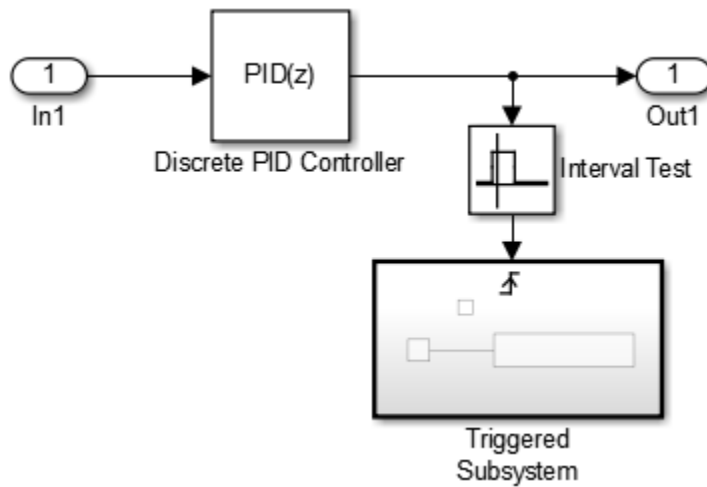 1
In1
PID(z)
Discrete PID Controller
1
Out1
Interval Test
Triggered
Subsystem